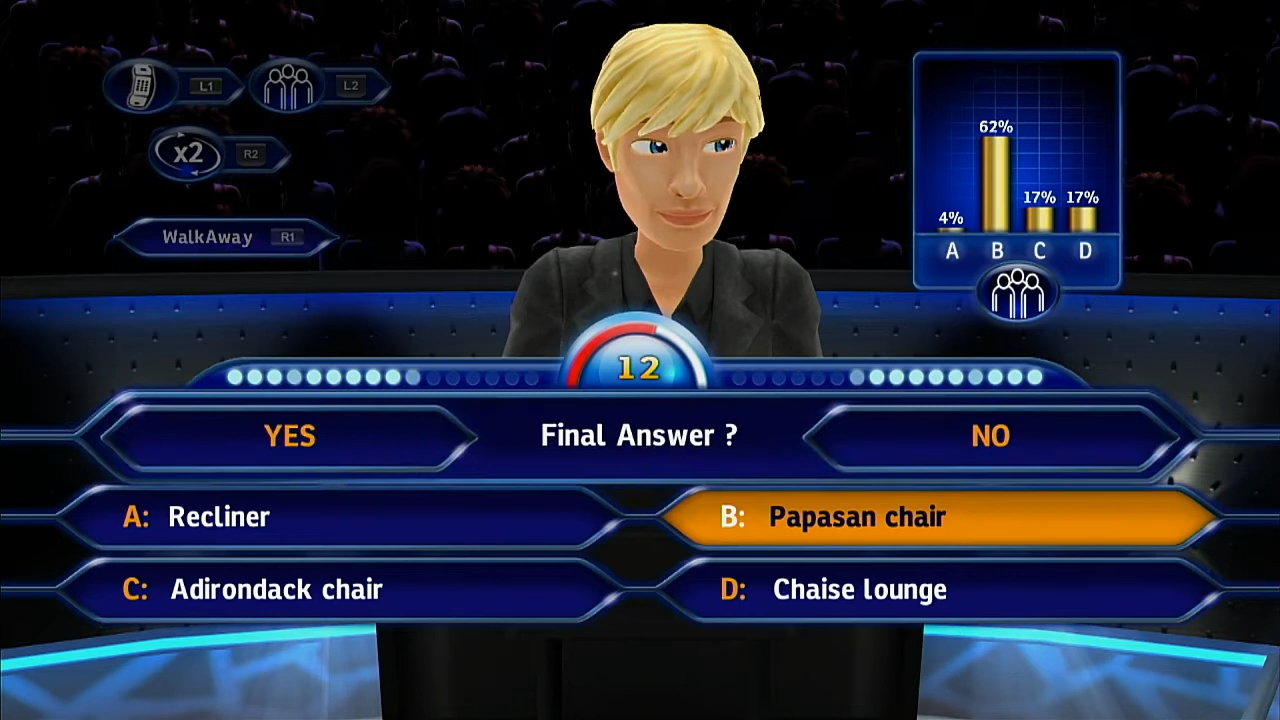 L1
L2
x2
R2
WalkAway
R1
62%
17%
17%
4%
A
B
C
D
12
YES
Final Answer ?
NO
A: Recliner
B: Papasan chair
C: Adirondack chair
D: Chaise lounge